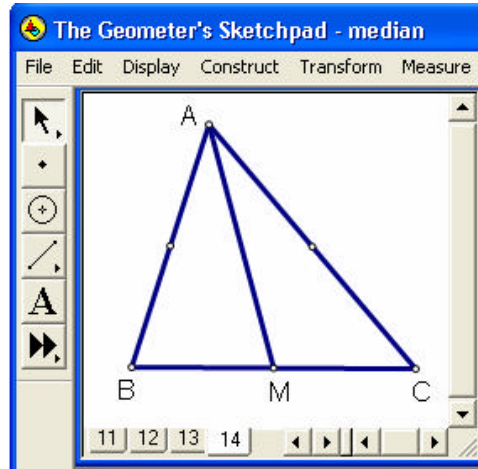 The Geometer's Sketchpad - median
File Edit Display Construct Transform Measure
A
A
B M C
11 12 13 14